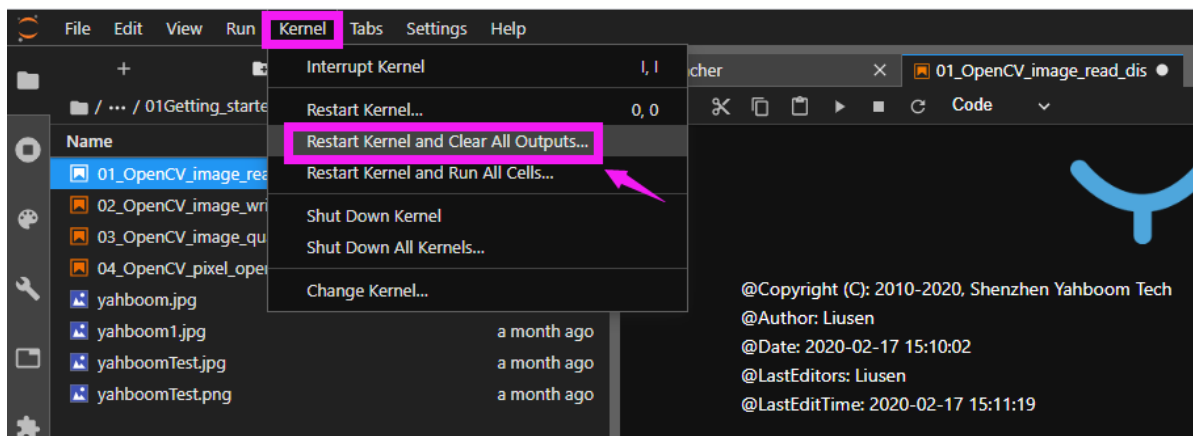 File Edit View Run Kernel Tabs Settings Help
Interrupt Kernel I, I
Restart Kernel... 0, 0
Restart Kernel and Clear All Outputs...
Restart Kernel and Run All Cells...
Shut Down Kernel
Shut Down All Kernels...
Change Kernel...
+
/ ··· / 01Getting_starte
Name
01_OpenCV_image_rea
02_OpenCV_image_wri
03_OpenCV_image_qu
04_OpenCV_pixel_oper
yahboom.jpg
yahboom1.jpg a month ago
yahboomTest.jpg a month ago
yahboomTest.png a month ago
cher 01_OpenCV_image_read_dis
Code
@Copyright (C): 2010-2020, Shenzhen Yahboom Tech
@Author: Liusen
@Date: 2020-02-17 15:10:02
@LastEditors: Liusen
@LastEditTime: 2020-02-17 15:11:19